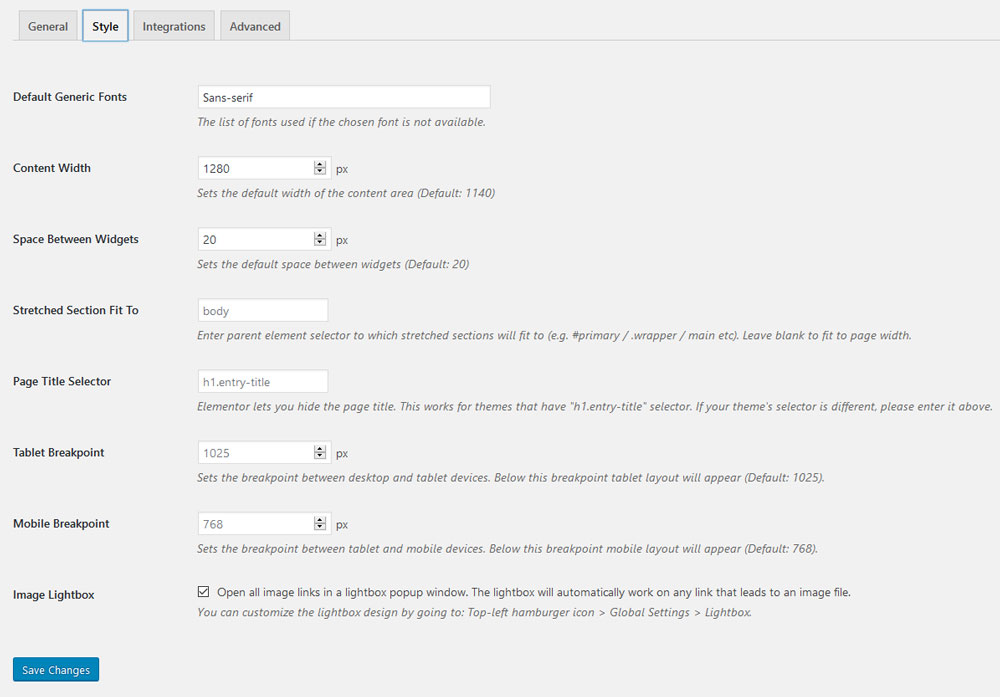 General Style Integrations Advanced
Default Generic Fonts Sans-serif
The list of fonts used if the chosen font is not available.
Content Width 1280 px
Sets the default width of the content area (Default: 1140)
Space Between Widgets 20 px
Sets the default space between widgets (Default: 20)
Stretched Section Fit To body
Enter parent element selector to which stretched sections will fit to (e.g. #primary / .wrapper / main etc). Leave blank to fit to page width.
Page Title Selector h1.entry-title
Elementor lets you hide the page title. This works for themes that have "h1.entry-title" selector. If your theme's selector is different, please enter it above.
Tablet Breakpoint 1025 px
Sets the breakpoint between desktop and tablet devices. Below this breakpoint tablet layout will appear (Default: 1025).
Mobile Breakpoint 768 px
Sets the breakpoint between tablet and mobile devices. Below this breakpoint mobile layout will appear (Default: 768).
Image Lightbox Open all image links in a lightbox popup window. The lightbox will automatically work on any link that leads to an image file.
You can customize the lightbox design by going to: Top-left hamburger icon > Global Settings > Lightbox.
Save Changes